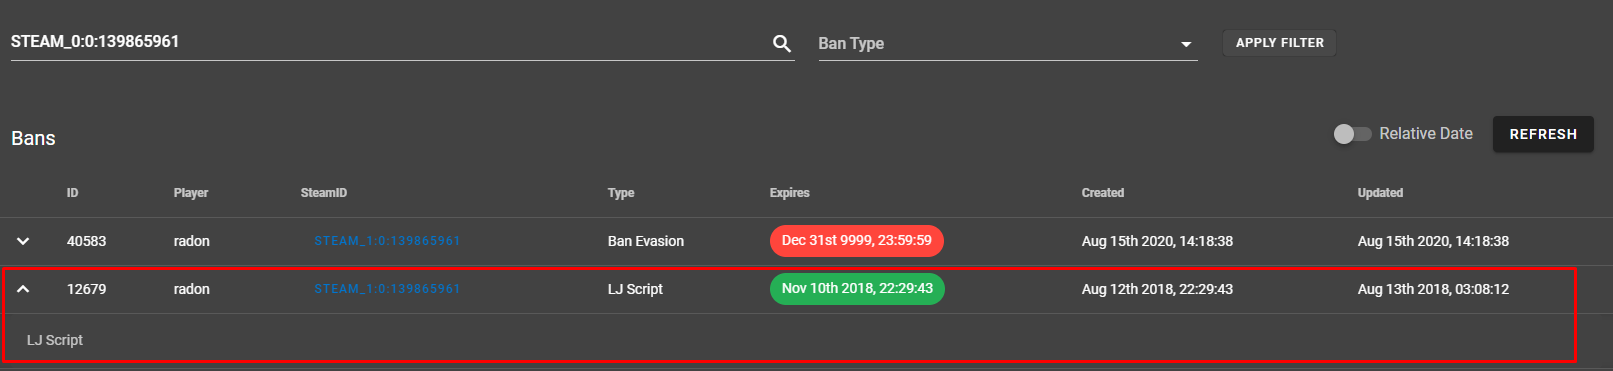 STEAM_0:0:139865961 Ban Type APPLY FILTER
Bans Relative Date REFRESH
ID Player SteamID Type Expires Created Updated
40583 radon STEAM_1:0:139865961 Ban Evasion Dec 31st 9999, 23:59:59 Aug 15th 2020, 14:18:38 Aug 15th 2020, 14:18:38
12679 radon STEAM_1:0:139865961 LJ Script Nov 10th 2018, 22:29:43 Aug 12th 2018, 22:29:43 Aug 13th 2018, 03:08:12
LJ Script